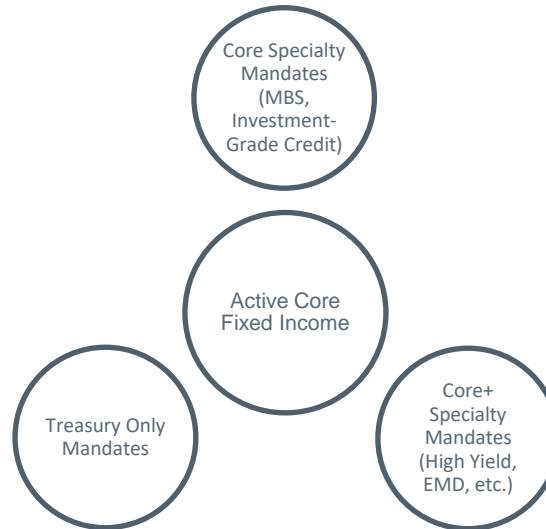 Core Specialty
Mandates
(MBS,
Investment-
Grade Credit)
Active Core
Fixed Income
Treasury Only
Mandates
Core+
Specialty
Mandates
(High Yield,
EMD, etc.)